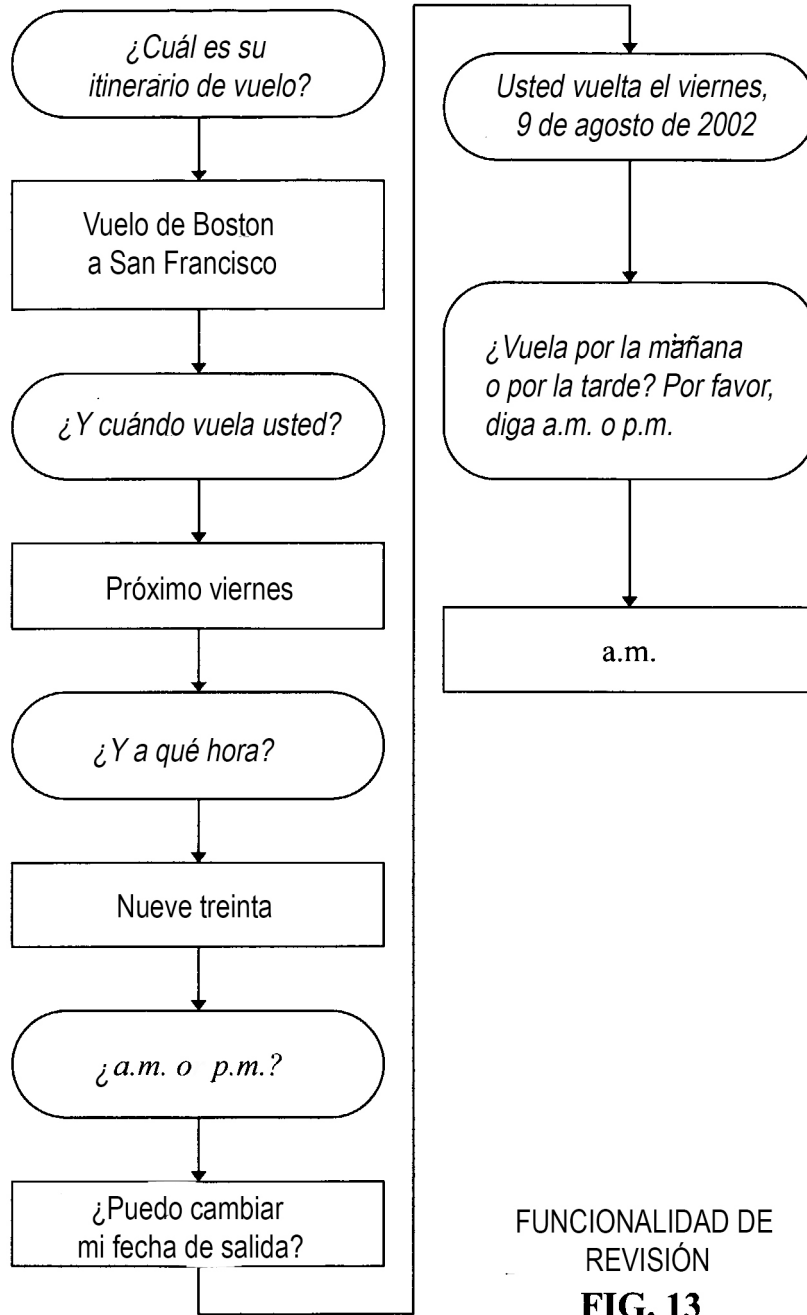 ¿Cuál es su
itinerario de vuelo?
Vuelo de Boston
a San Francisco
¿Y cuándo vuela usted?
Próximo viernes
¿Y a qué hora?
Nueve treinta
¿a.m. o p.m.?
¿Puedo cambiar
mi fecha de salida?
Usted vuelta el viernes,
9 de agosto de 2002
¿Vuela por la mañana
o por la tarde? Por favor,
diga a.m. o p.m.
a.m.
FUNCIONALIDAD DE
REVISIÓN
FIG. 13